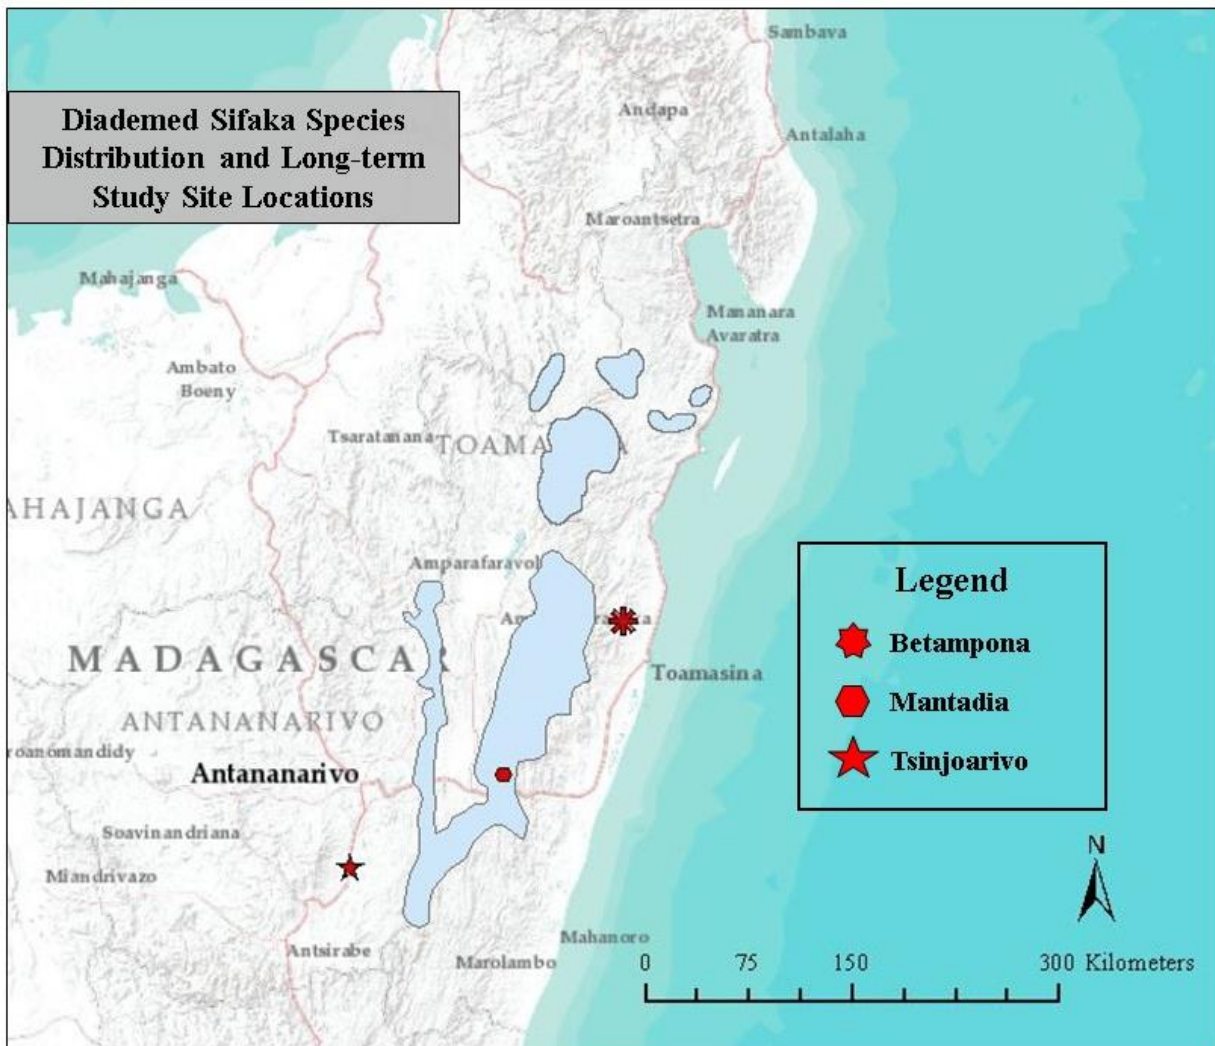 Sambava
Andapa
Antalaha
Diademed Sifaka Species
Distribution and Long-term
Study Site Locations
Maroantsetra
Mahajanga
Mananara
Avaratra
Ambato
Boeny
Tsaratanana
TOAMA
AHAJANGA
Amparafaravol
Legend
Betampona
MADAGASCAR
Toamasina
Mantadia
ANTANANARIVO
roanomandidy
Tsinjoarivo
Antananarivo
Soavinandriana
N
Miandrivazo
Mahanoro
Antsirabe
Marolambo
0 75 150 300 Kilometers